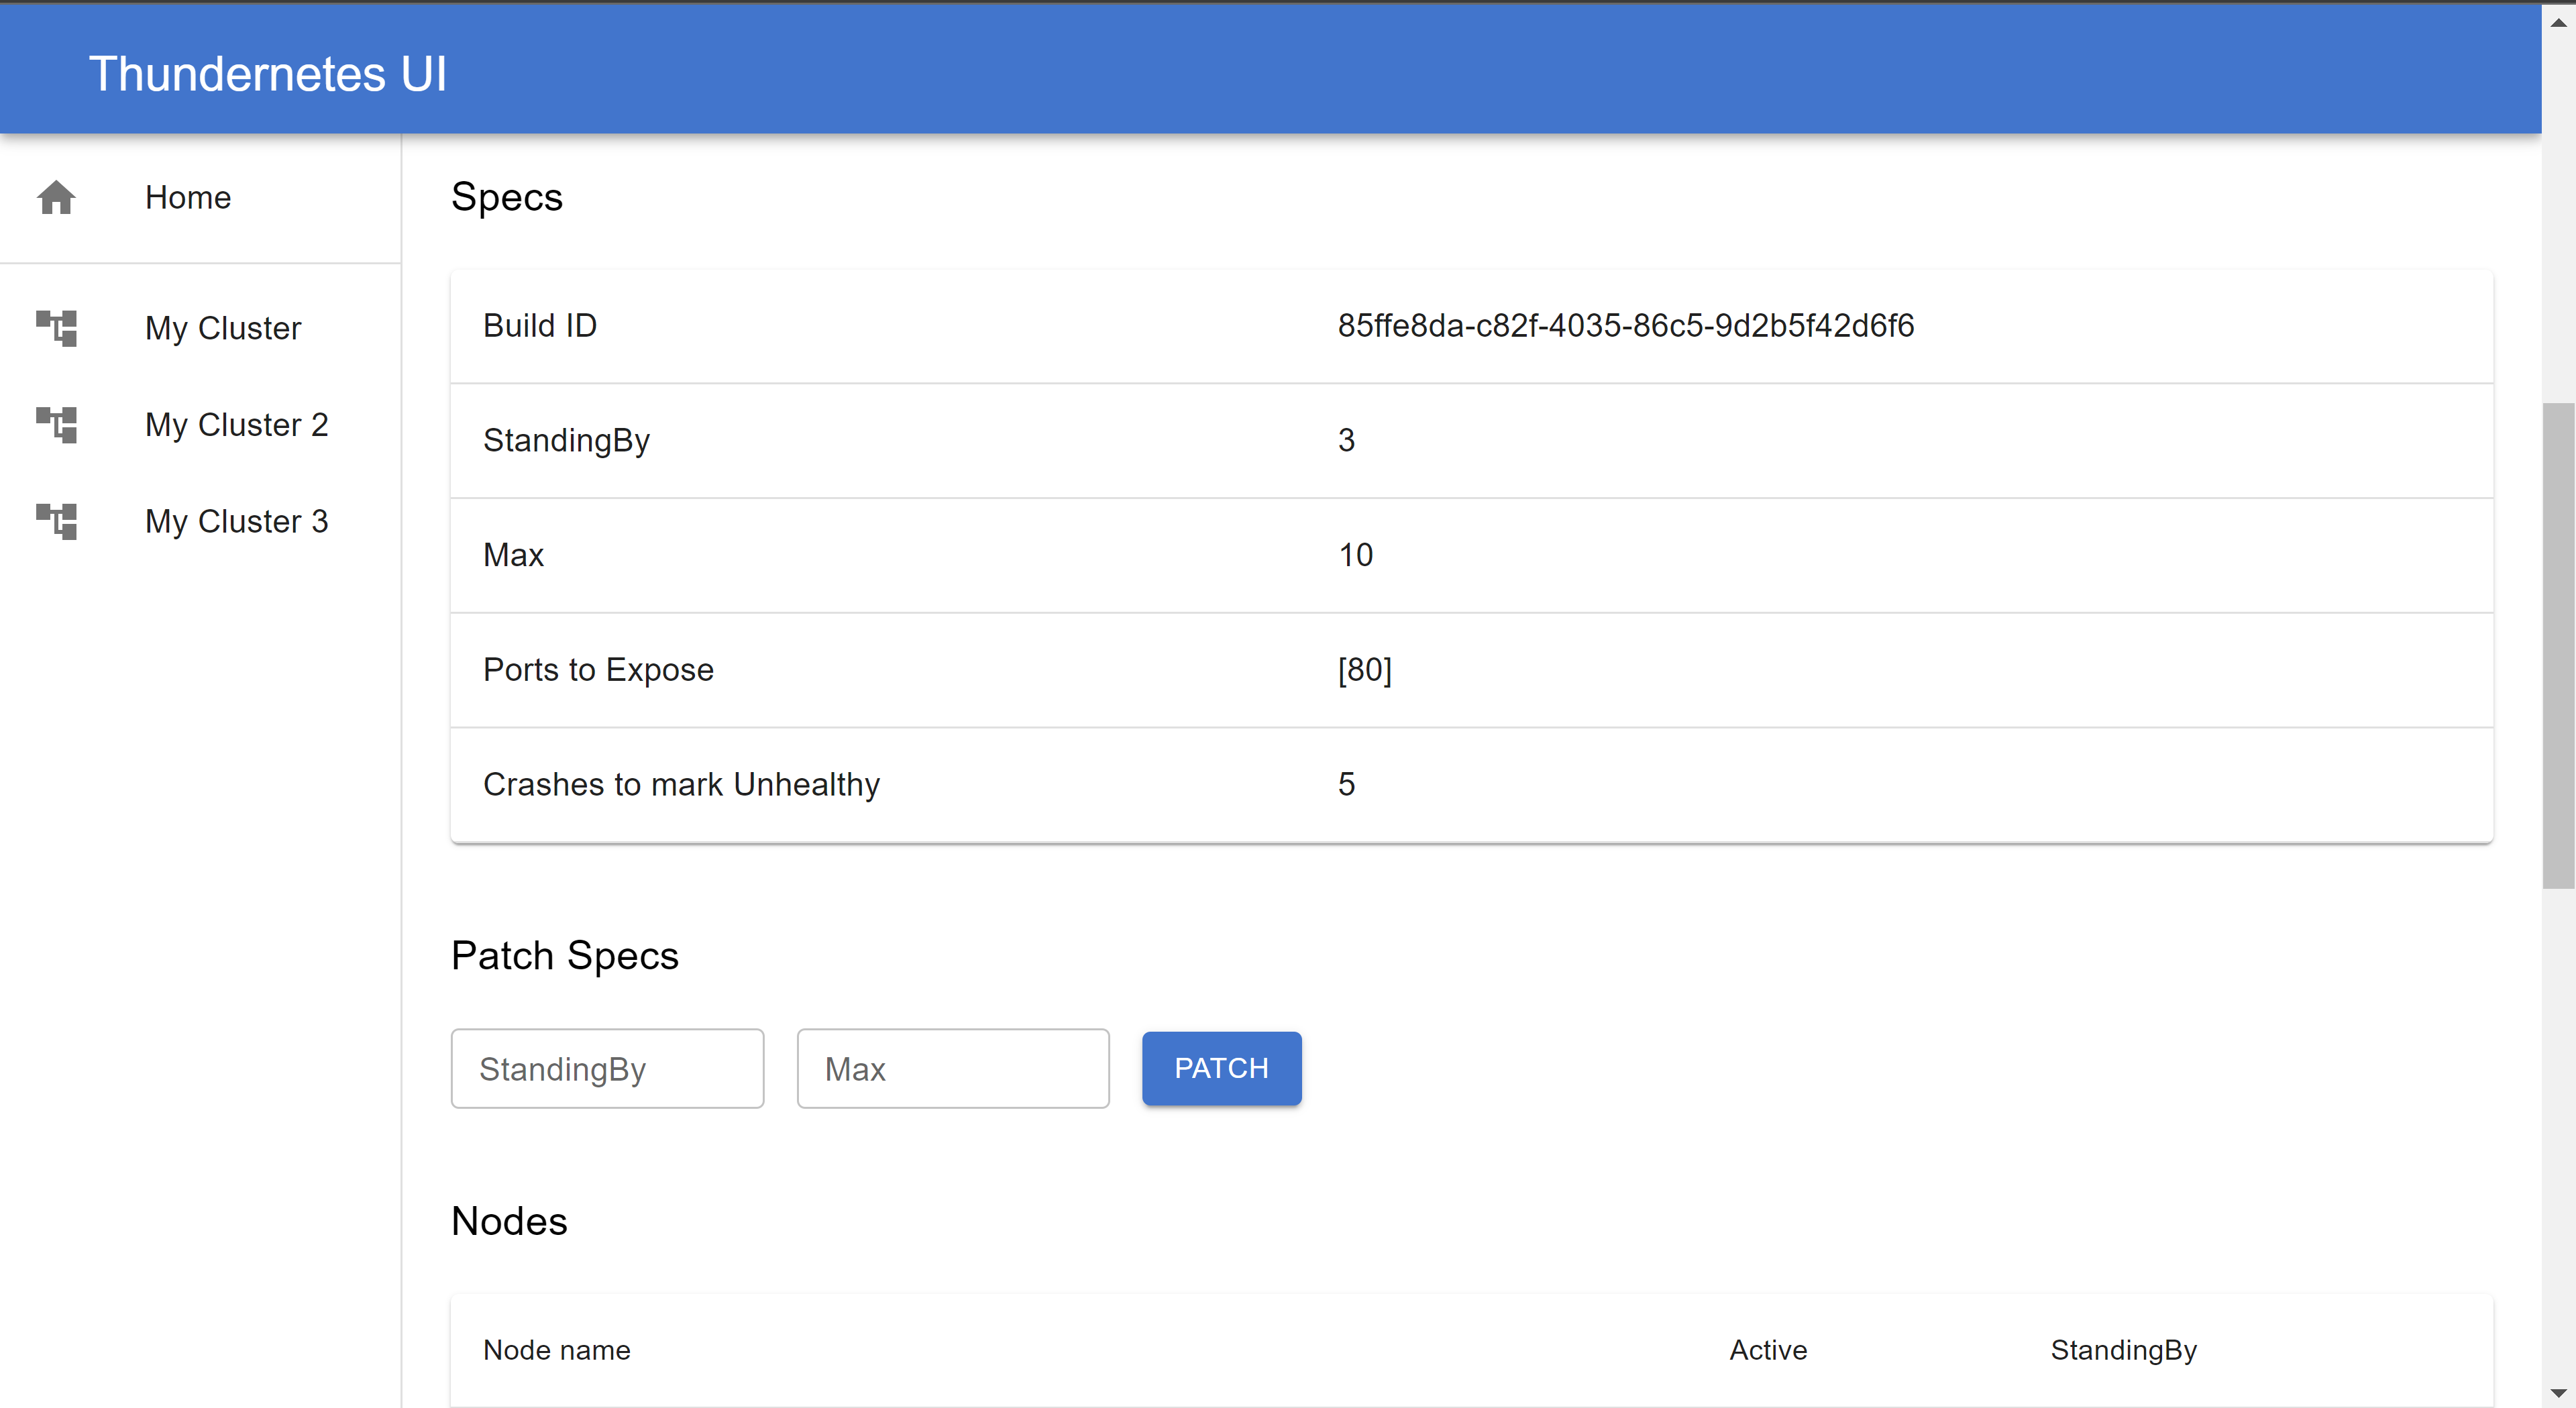 Thundernetes UI
Home
My Cluster
My Cluster 2
My Cluster 3
Specs
Build ID 85ffe8da-c82f-4035-86c5-9d2b5f42d6f6
StandingBy 3
Max 10
Ports to Expose [80]
Crashes to mark Unhealthy 5
Patch Specs
StandingBy Max PATCH
Nodes
Node name Active StandingBy